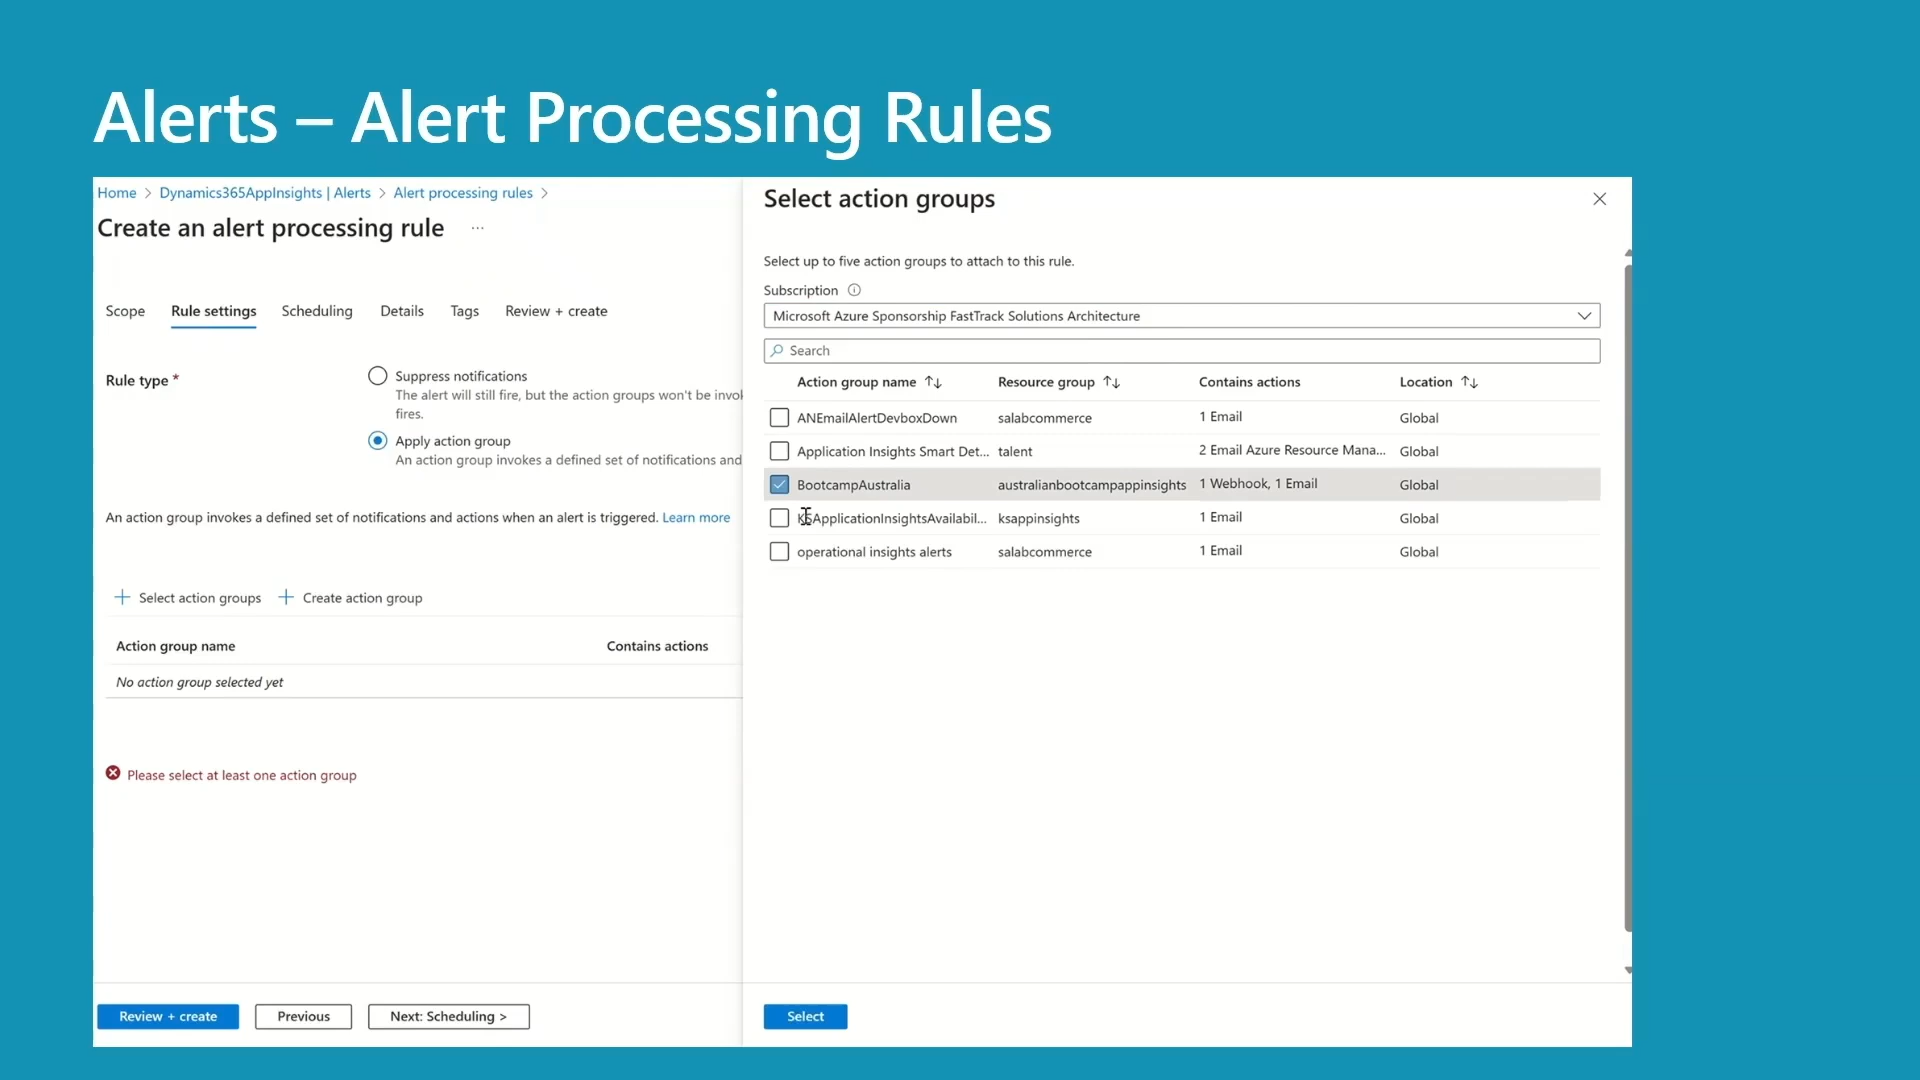 Alerts – Alert Processing Rules
Home > Dynamics365AppInsights | Alerts > Alert processing rules >
Create an alert processing rule ...
Scope Rule settings Scheduling Details Tags Review + create
Rule type *
Suppress notifications
The alert will still fire, but the action groups won't be
fires.
Apply action group
An action group invokes a defined set of notifications and
An action group invokes a defined set of notifications and actions when an alert is triggered. Learn more
+ Select action groups + Create action group
Action group name Contains actions
No action group selected yet
Please select at least one action group
Review + create Previous Next: Scheduling >
Select action groups
Select up to five action groups to attach to this rule.
Subscription
Microsoft Azure Sponsorship FastTrack Solutions Architecture
Search
Action group name ↑↓ Resource group ↑↓ Contains actions Location ↑↓
ANEmailAlertDevboxDown salabcommerce 1 Email Global
Application Insights Smart Det... talent 2 Email Azure Resource Mana... Global
BootcampAustralia australianbootcampappinsights 1 Webhook, 1 Email Global
KSApplicationInsightsAvailabil... ksappinsights 1 Email Global
operational insights alerts salabcommerce 1 Email Global
Select